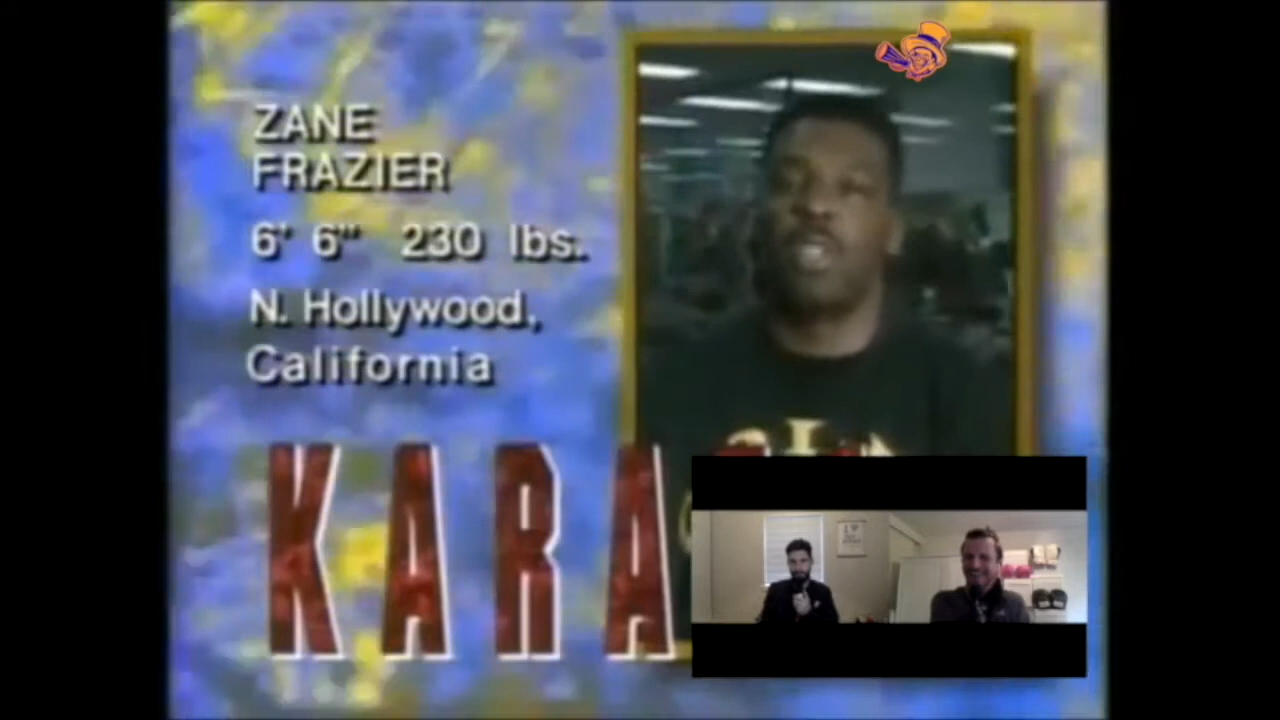 ZANE
FRAZIER
6' 6" 230 lbs.
N. Hollywood,
California
KARA